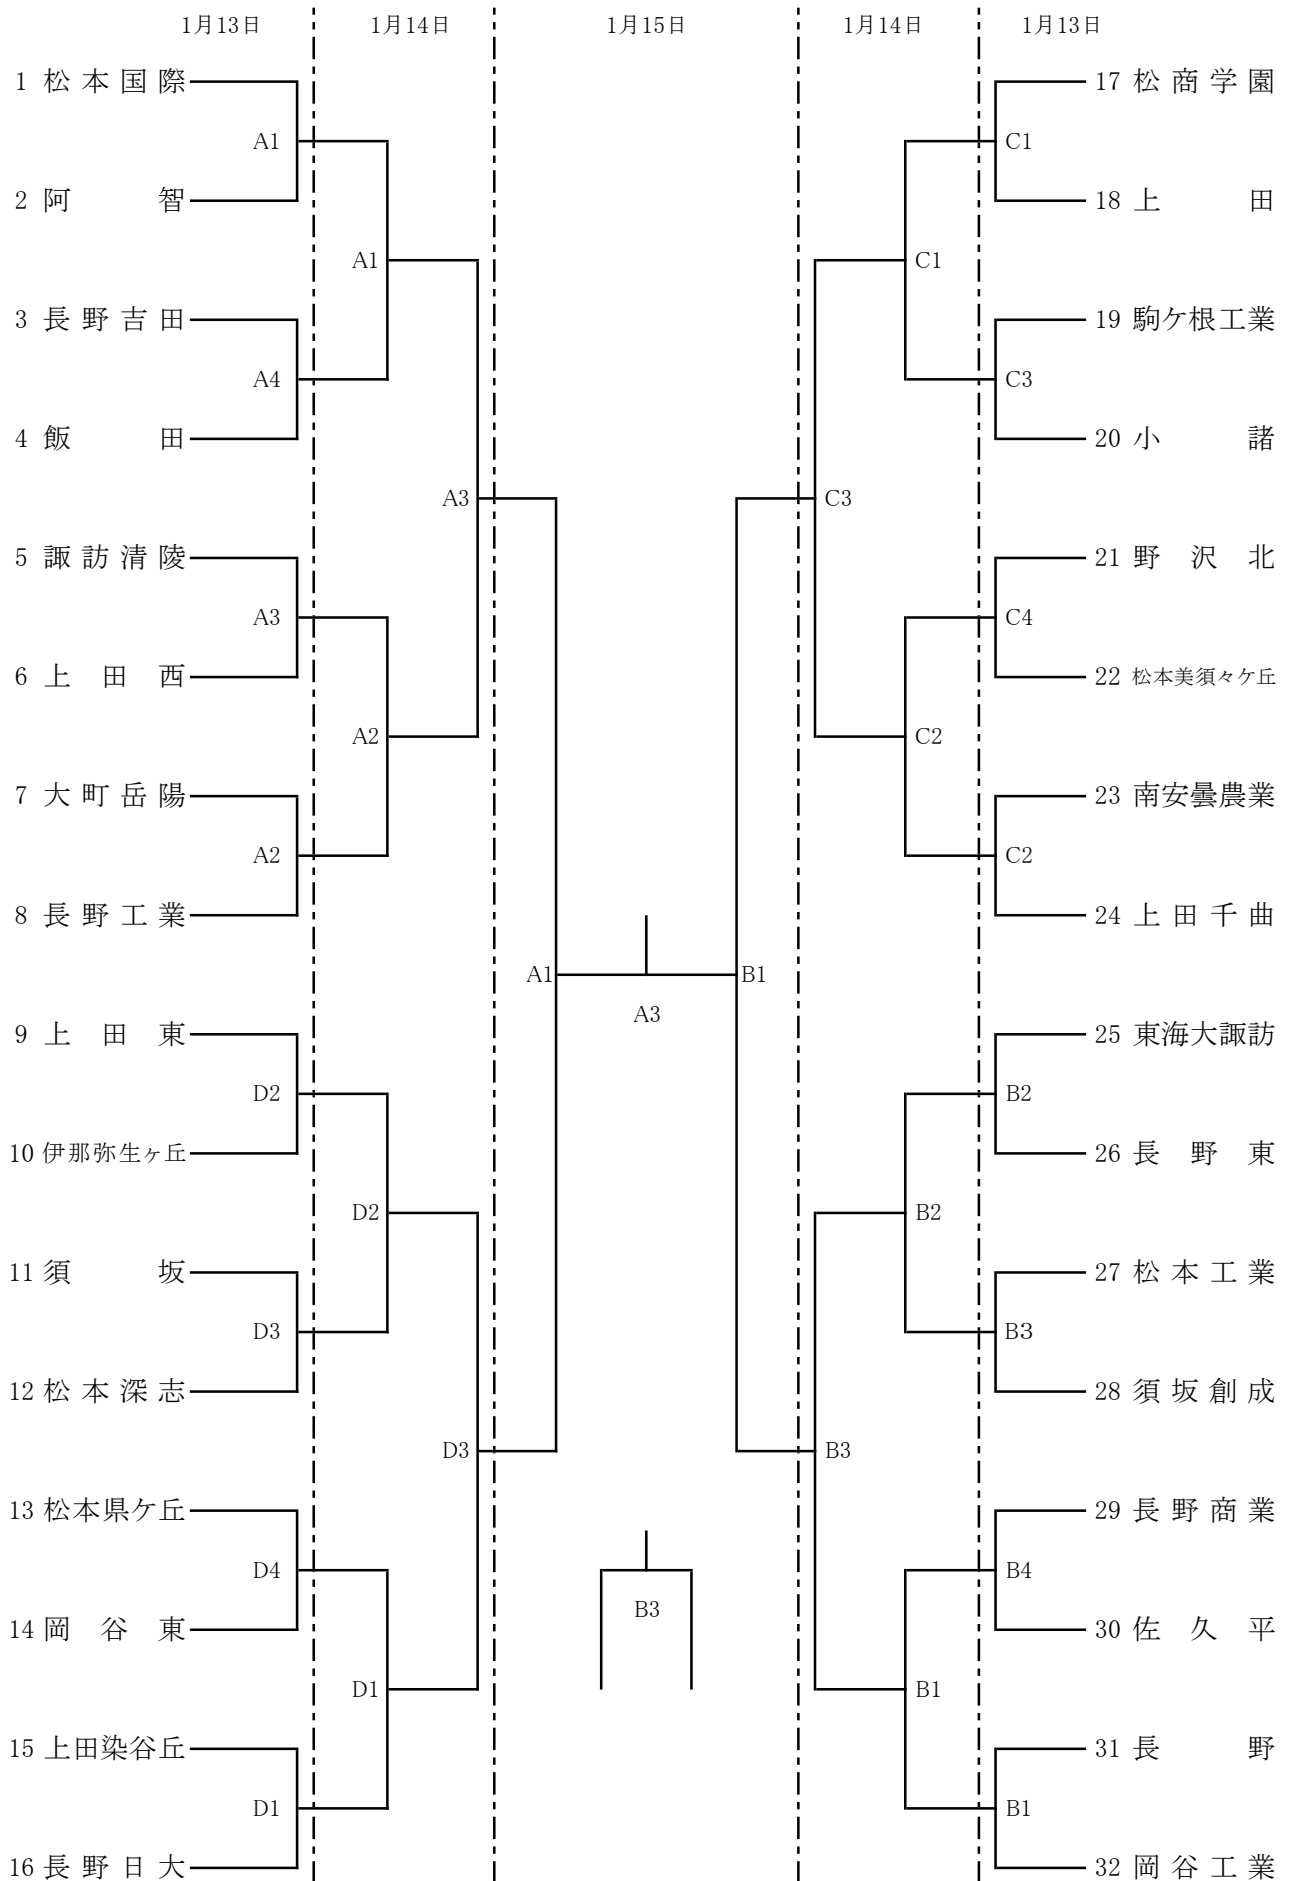 1月13日 1月14日 1月15日 1月14日 1月13日
1 松本国際 17 松商学園
A1 C1
2 阿智 18 上田
A1 C1
3 長野吉田 19 駒ケ根工業
A4 C3
4 飯田 20 小諸
A3 C3
5 諏訪清陵 21 野沢北
A3 C4
6 上田西 22 松本美須々ケ丘
A2 C2
7 大町岳陽 23 南安曇農業
A2 C2
8 長野工業 24 上田千曲
A1 B1
A3
9 上田東 25 東海大諏訪
D2 B2
10 伊那弥生ヶ丘 26 長野東
D2 B2
11 須坂 27 松本工業
D3 B3
12 松本深志 28 須坂創成
D3 B3
13 松本県ケ丘 29 長野商業
D4 B4
B3
14 岡谷東 30 佐久平
D1 B1
15 上田染谷丘 31 長野
D1 B1
16 長野日大 32 岡谷工業